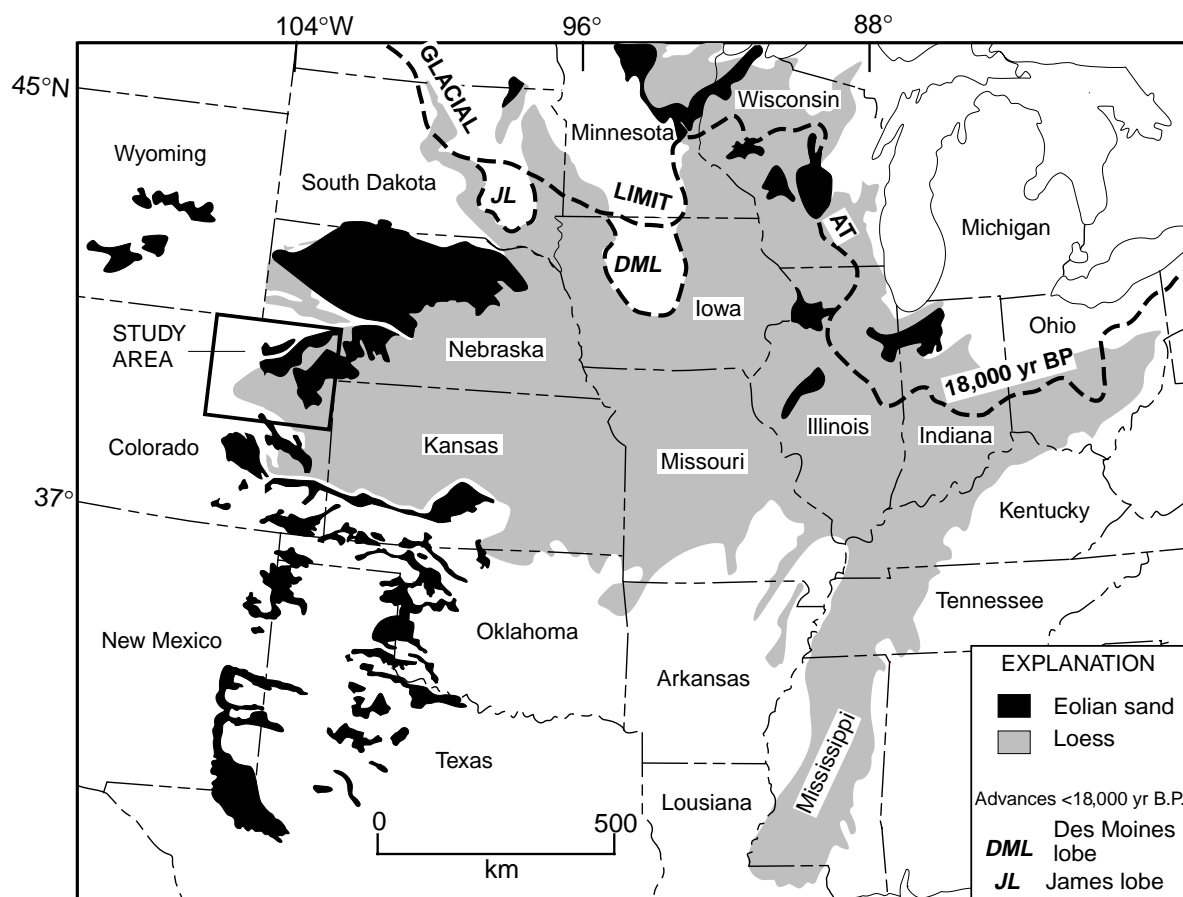 104°W
96°
88°
45°N
GLACIAL
Wisconsin
Minnesota
Wyoming
South Dakota
JL
LIMIT
AT
Michigan
DML
Iowa
STUDY
AREA
Ohio
Nebraska
18,000 yr BP
Colorado
Kansas
Illinois
Indiana
Missouri
37°
Kentucky
Tennessee
New Mexico
Oklahoma
Arkansas
Mississippi
Texas
Lousiana
0
500
km
EXPLANATION
Eolian sand
Loess
Advances <18,000 yr B.P.
DML Des Moines
lobe
JL James lobe